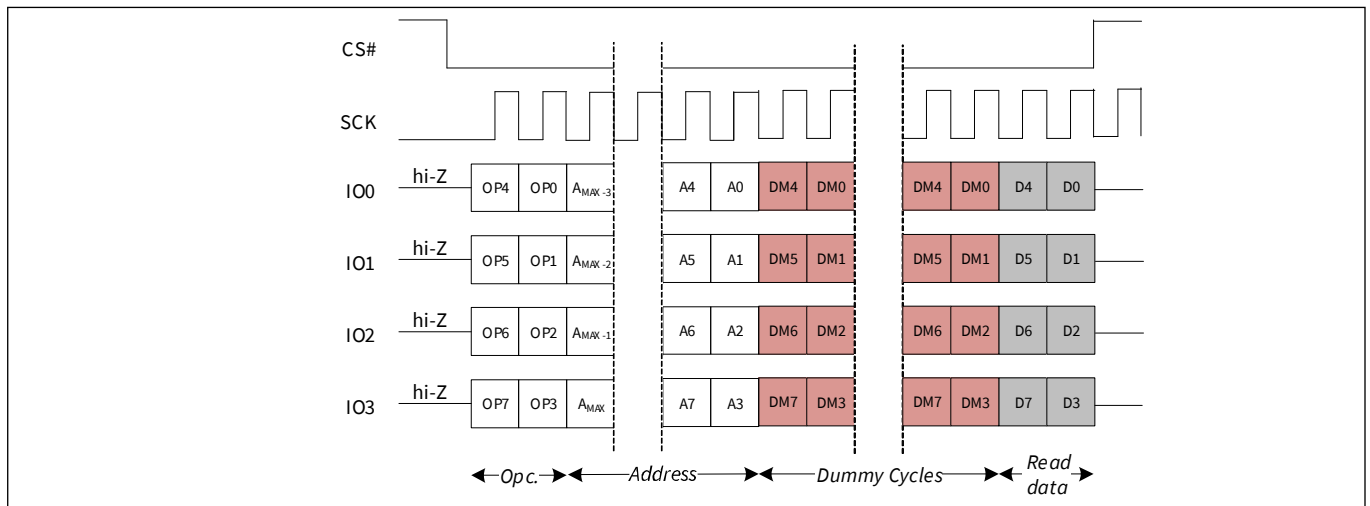 CS#
SCK
IO0 hi-Z OP4 OP0 AMAX-3 A4 A0 DM4 DM0 DM4 DM0 D4 D0
IO1 hi-Z OP5 OP1 AMAX-2 A5 A1 DM5 DM1 DM5 DM1 D5 D1
IO2 hi-Z OP6 OP2 AMAX-1 A6 A2 DM6 DM2 DM6 DM2 D6 D2
IO3 hi-Z OP7 OP3 AMAX A7 A3 DM7 DM3 DM7 DM3 D7 D3
Opc. Address Dummy Cycles Read
data